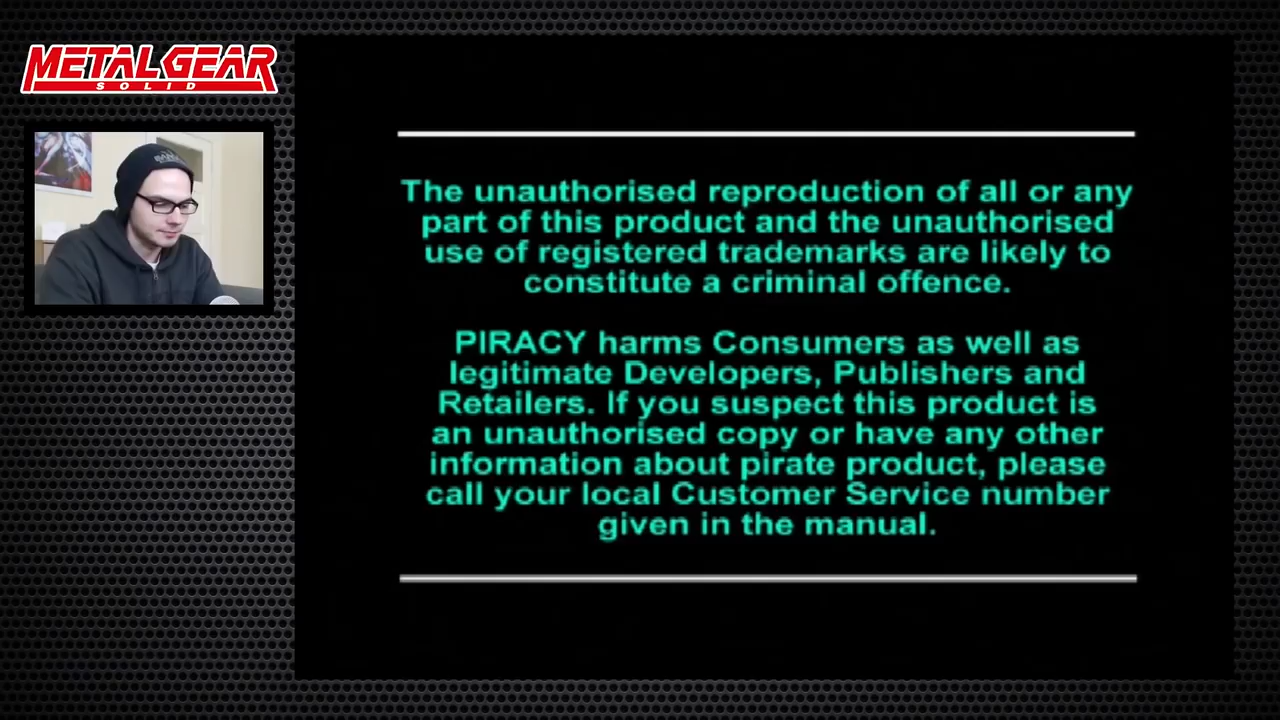 METAL GEAR
SOLID
The unauthorised reproduction of all or any
part of this product and the unauthorised
use of registered trademarks are likely to
constitute a criminal offence.
PIRACY harms Consumers as well as
legitimate Developers, Publishers and
Retailers. If you suspect this product is
an unauthorised copy or have any other
information about pirate product, please
call your local Customer Service number
given in the manual.